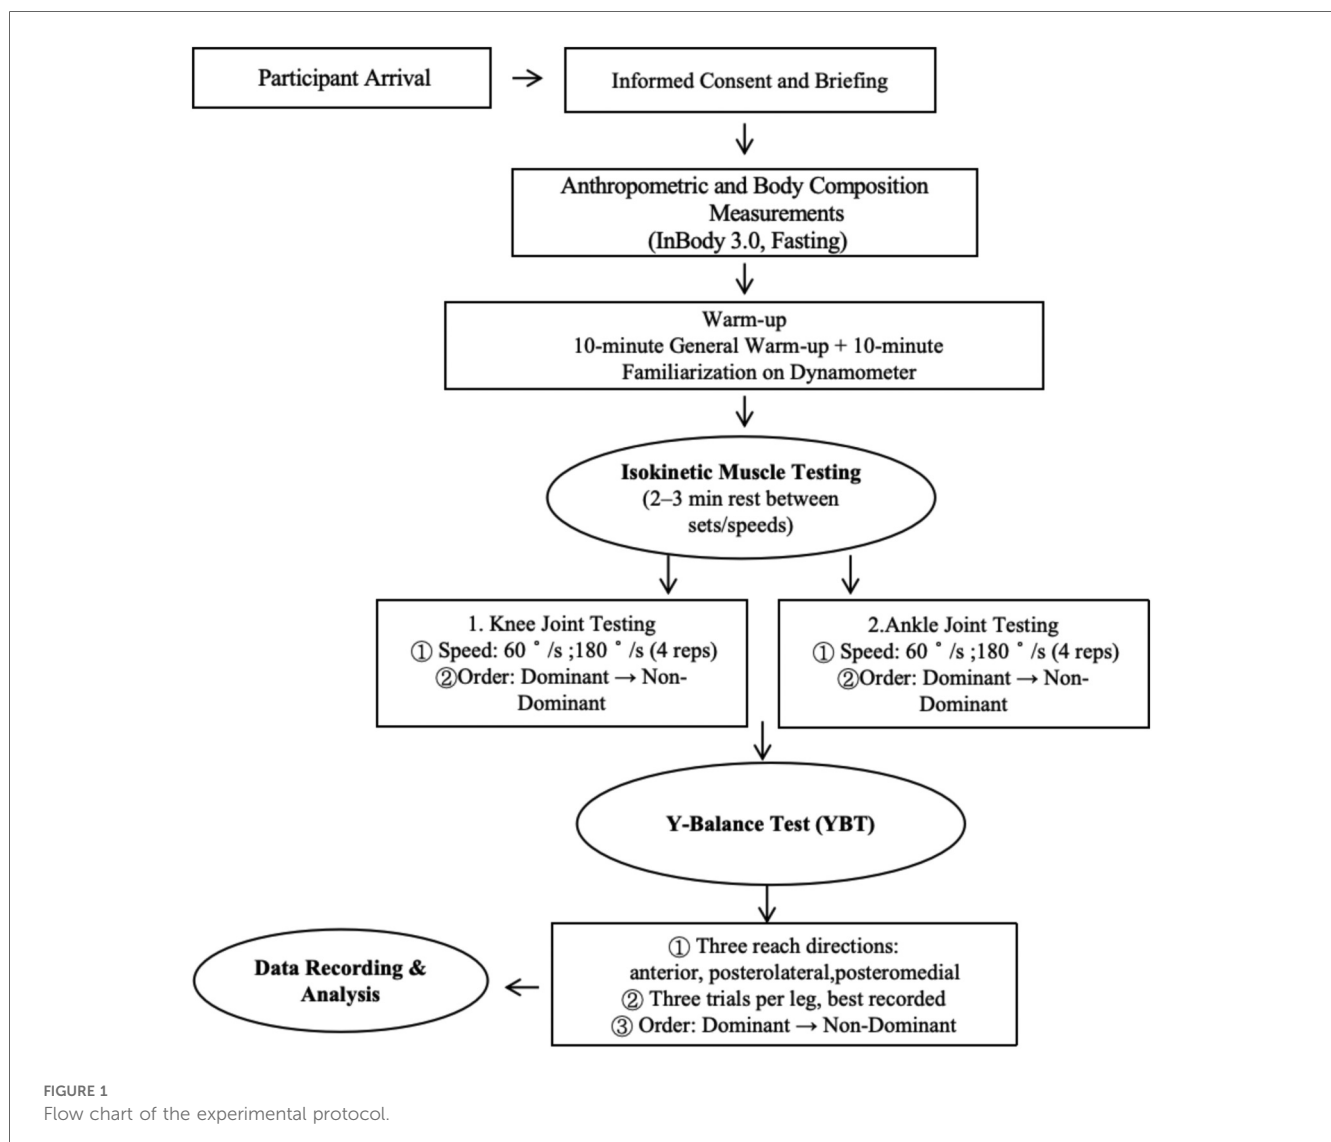 Participant Arrival
Informed Consent and Briefing
Anthropometric and Body Composition
Measurements
(InBody 3.0, Fasting)
Warm-up
10-minute General Warm-up + 10-minute
Familiarization on Dynamometer
Isokinetic Muscle Testing
(2–3 min rest between
sets/speeds)
1. Knee Joint Testing
① Speed: 60 ° /s ;180 ° /s (4 reps)
②Order: Dominant → Non-
Dominant
2.Ankle Joint Testing
① Speed: 60 ° /s ;180 ° /s (4 reps)
②Order: Dominant → Non-
Dominant
Y-Balance Test (YBT)
① Three reach directions:
anterior, posterolateral,posteromedial
② Three trials per leg, best recorded
③ Order: Dominant → Non-Dominant
Data Recording &
Analysis
FIGURE 1
Flow chart of the experimental protocol.